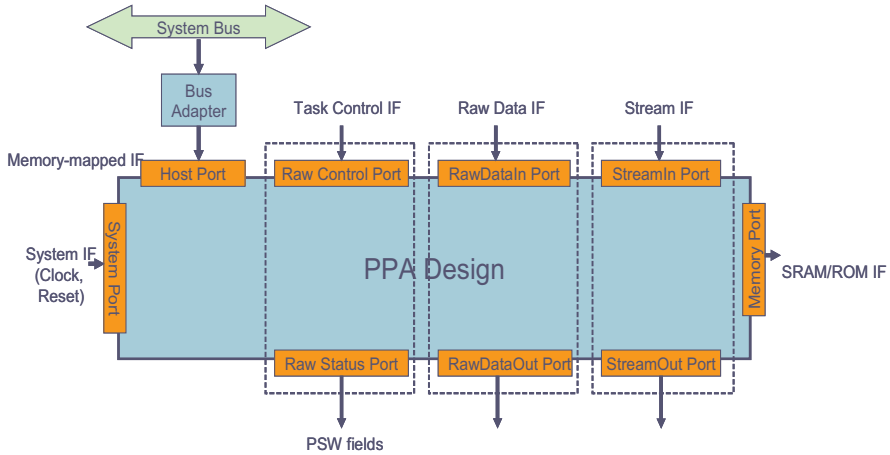 System Bus
Bus
Adapter
Task Control IF
Raw Data IF
Stream IF
Memory-mapped IF
Host Port
Raw Control Port
RawDataIn Port
StreamIn Port
System Port
System IF
(Clock,
Reset)
PPA Design
Memory Port
SRAM/ROM IF
Raw Status Port
RawDataOut Port
StreamOut Port
PSW fields